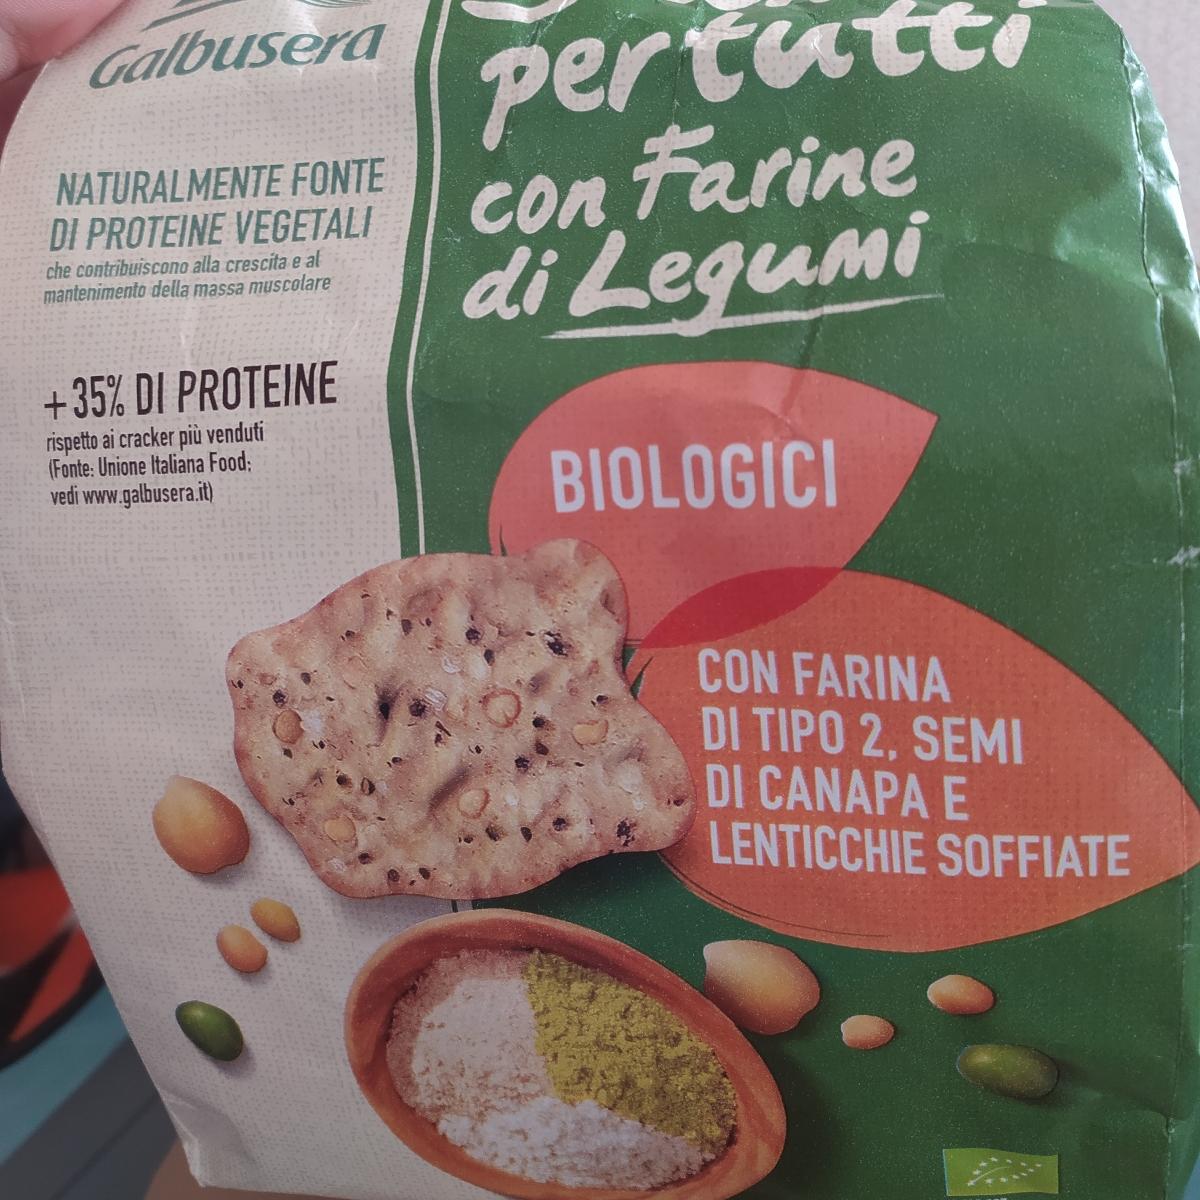 Galbusera
per tutti
con Farine
di Legumi
NATURALMENTE FONTE
DI PROTEINE VEGETALI
che contribuiscono alla crescita e al
mantenimento della massa muscolare
+35% DI PROTEINE
rispetto ai cracker più venduti
(Fonte: Unione Italiana Food;
vedi www.galbusera.it)
BIOLOGICI
CON FARINA
DI TIPO 2, SEMI
DI CANAPA E
LENTICCHIE SOFFIATE